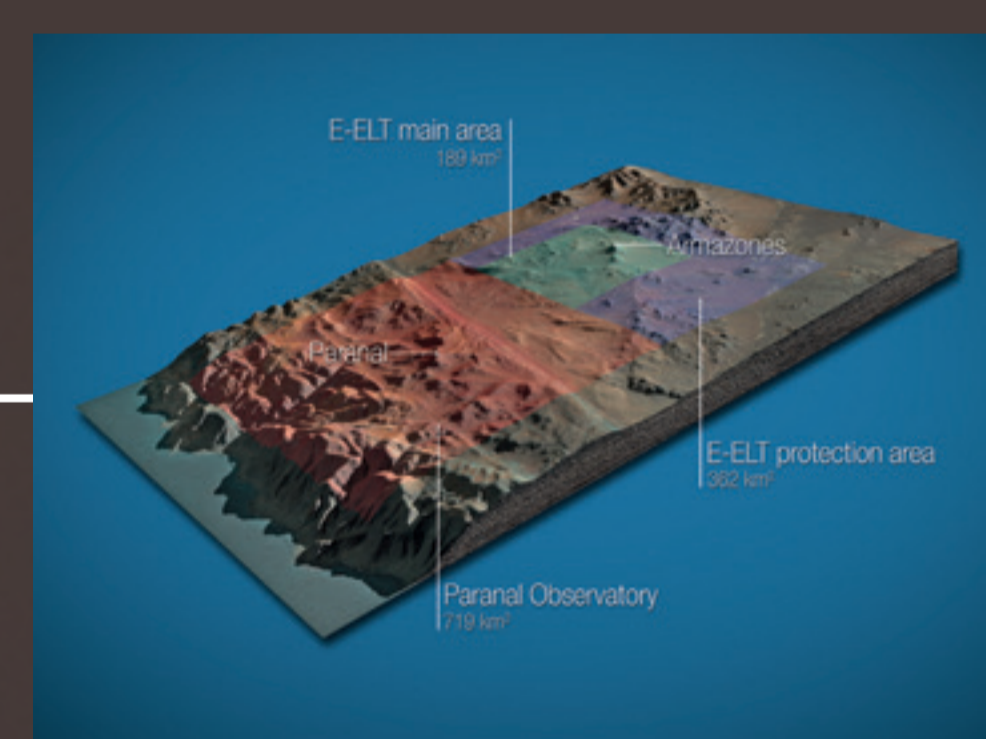 E-ELT main area
189 km²
Armazones
Paranal
E-ELT protection area
362 km²
Paranal Observatory
719 km²